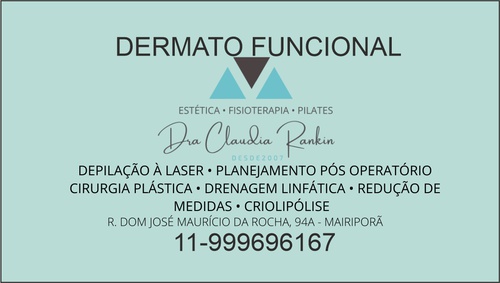 DERMATO FUNCIONAL
ESTÉTICA • FISIOTERAPIA • PILATES
Dra Claudia Rankin
DESDE2007
DEPILAÇÃO À LASER • PLANEJAMENTO PÓS OPERATÓRIO
CIRURGIA PLÁSTICA • DRENAGEM LINFÁTICA • REDUÇÃO DE
MEDIDAS • CRIOLIPÓLISE
R. DOM JOSÉ MAURÍCIO DA ROCHA, 94A - MAIRIPORÃ
11-999696167